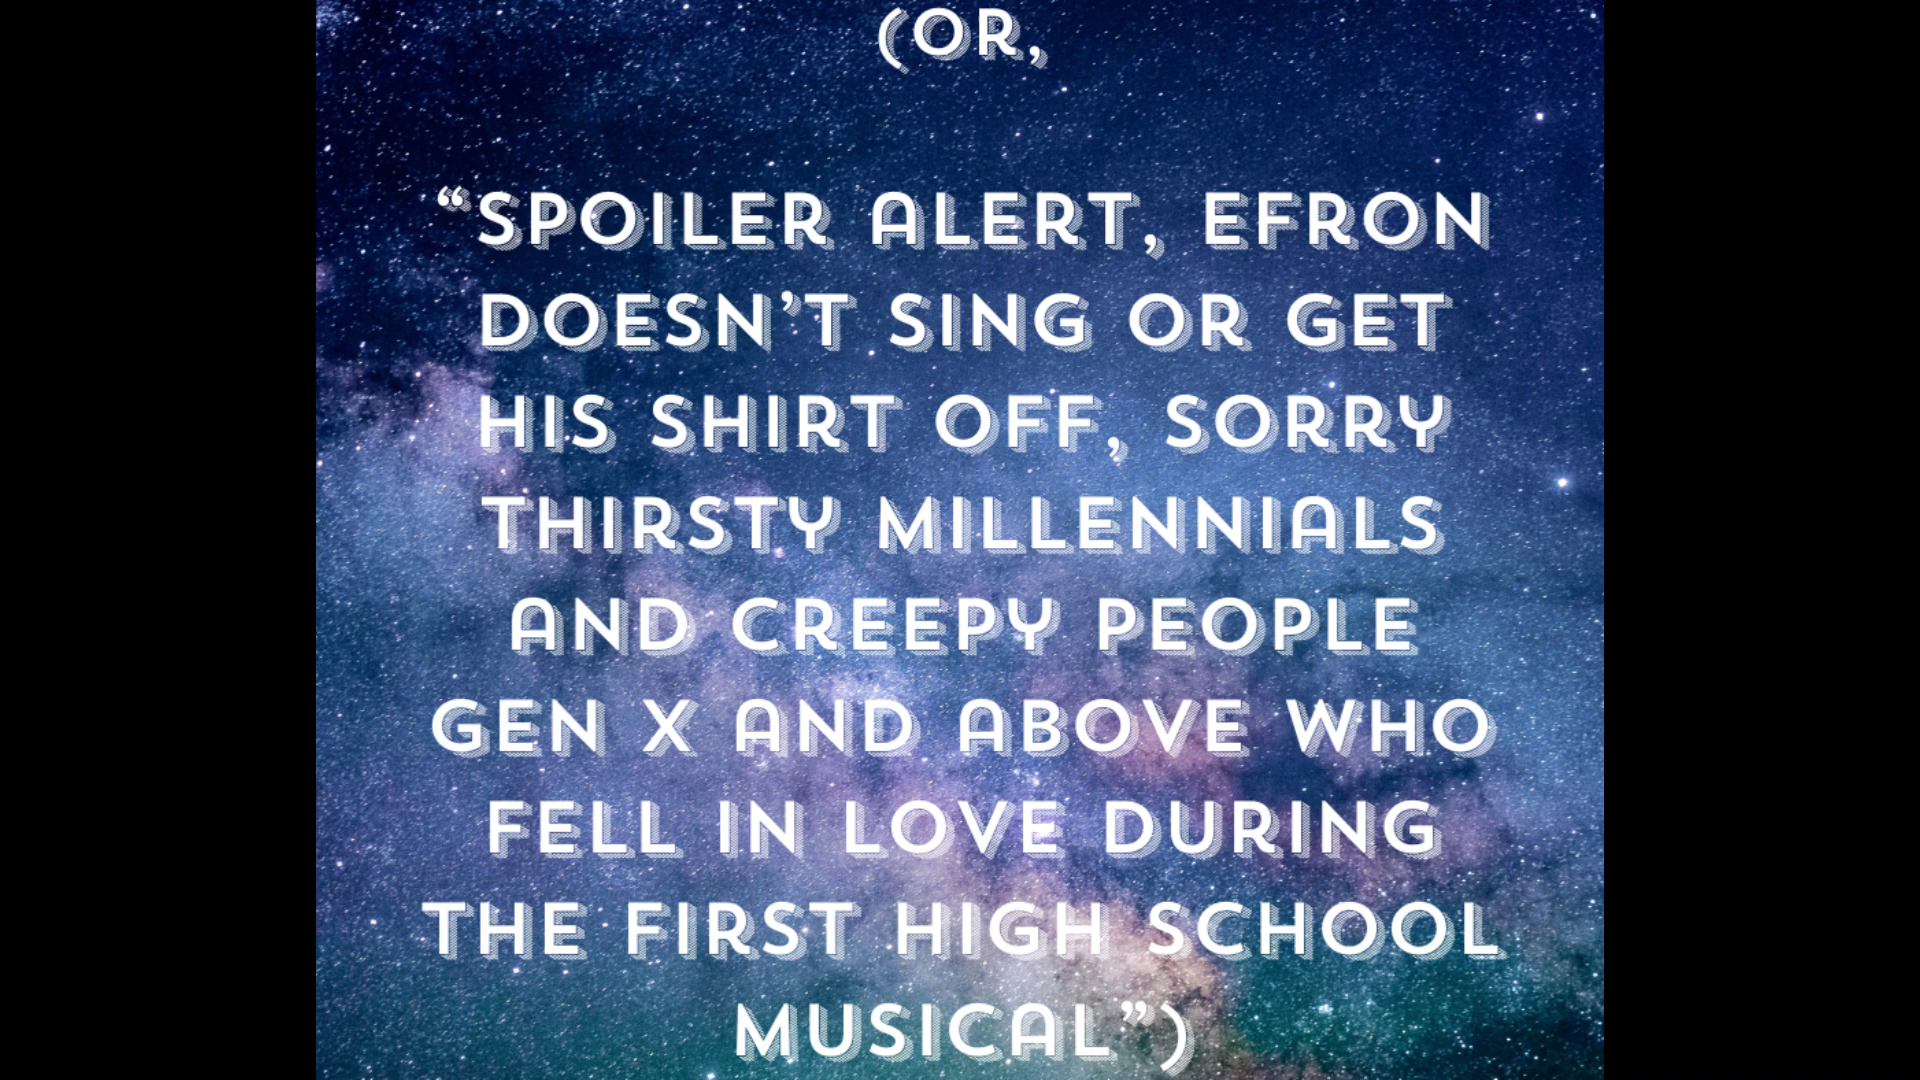 (OR,
“SPOILER ALERT, EFRON
DOESN’T SING OR GET
HIS SHIRT OFF, SORRY
THIRSTY MILLENNIALS
AND CREEPY PEOPLE
GEN X AND ABOVE WHO
FELL IN LOVE DURING
THE FIRST HIGH SCHOOL
MUSICAL”)